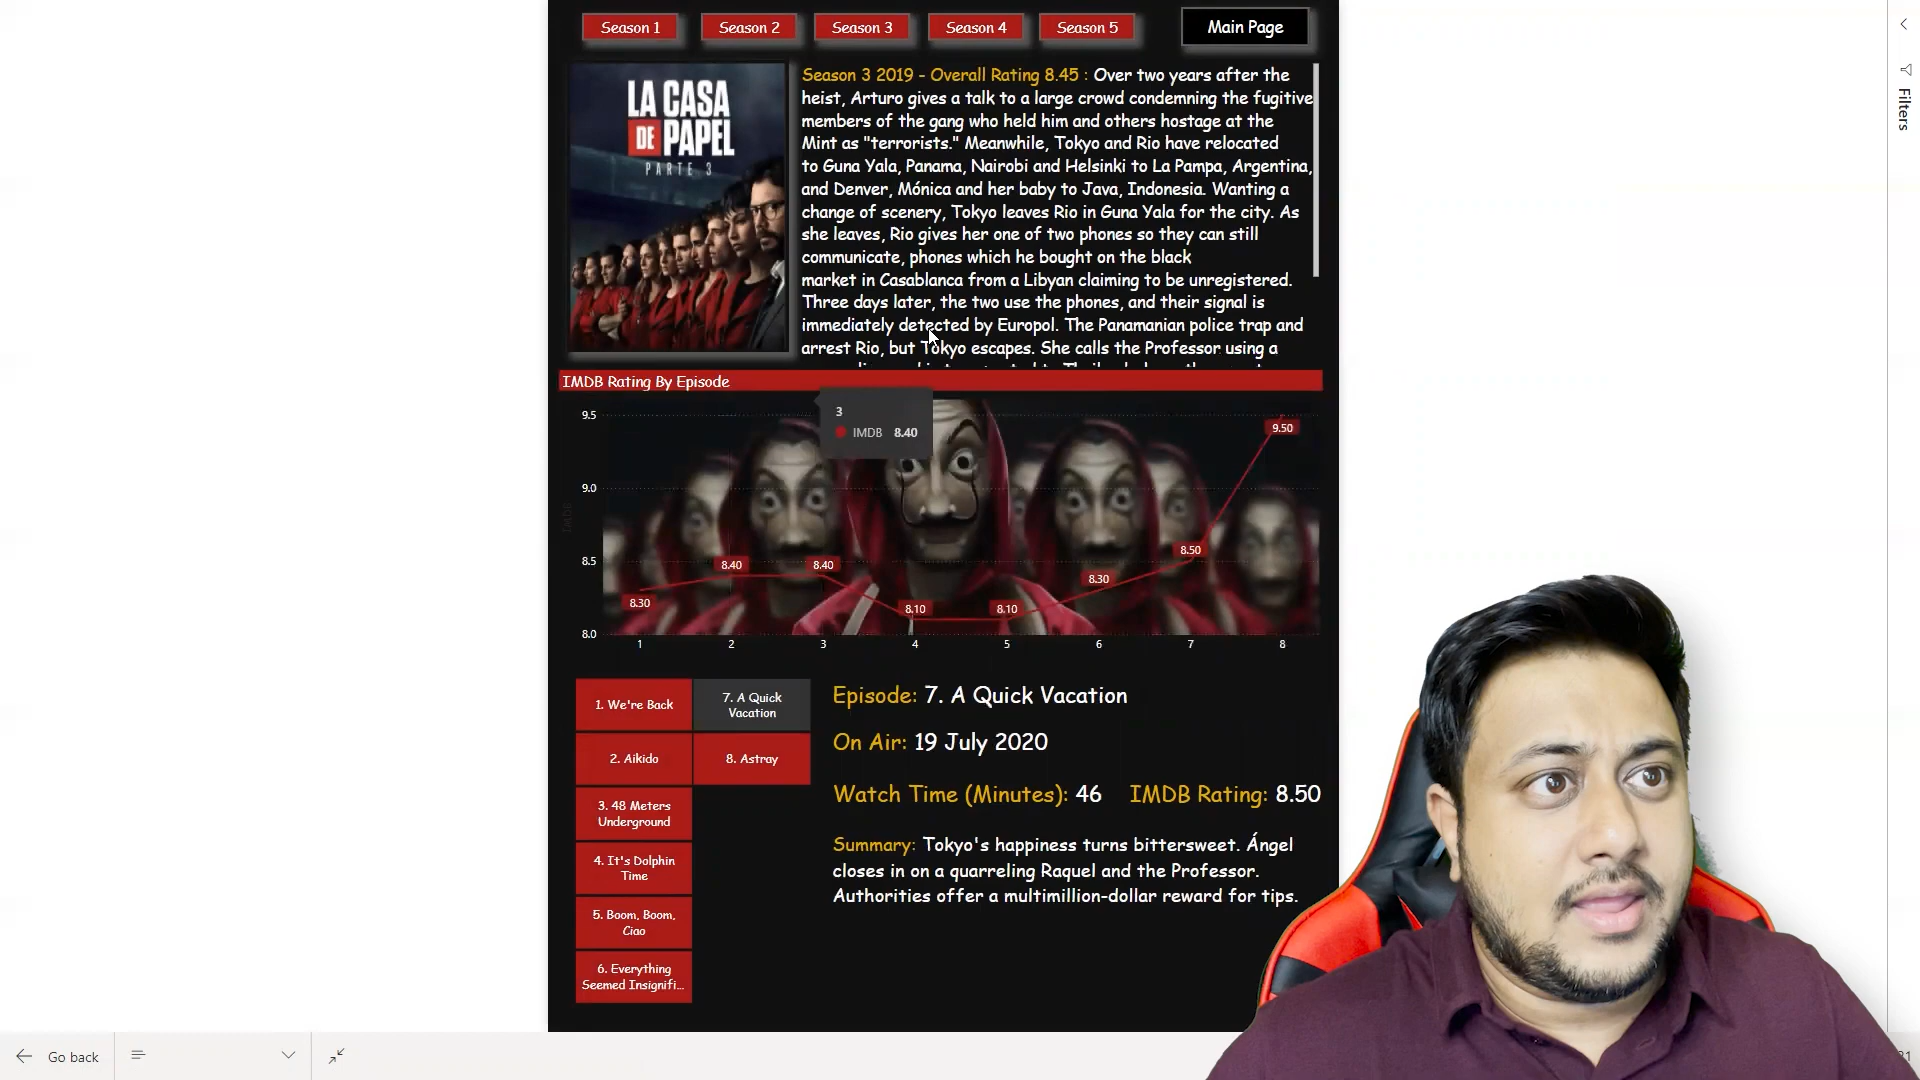 Season 1 Season 2 Season 3 Season 4 Season 5 Main Page
LA CASA
DE PAPEL
PARTE 3
Season 3 2019 - Overall Rating 8.45 : Over two years after the
heist, Arturo gives a talk to a large crowd condemning the fugitive
members of the gang who held him and others hostage at the
Mint as "terrorists." Meanwhile, Tokyo and Rio have relocated
to Guna Yala, Panama, Nairobi and Helsinki to La Pampa, Argentina,
and Denver, Mónica and her baby to Java, Indonesia. Wanting a
change of scenery, Tokyo leaves Rio in Guna Yala for the city. As
she leaves, Rio gives her one of two phones so they can still
communicate, phones which he bought on the black
market in Casablanca from a Libyan claiming to be unregistered.
Three days later, the two use the phones, and their signal is
immediately detected by Europol. The Panamanian police trap and
arrest Rio, but Tokyo escapes. She calls the Professor using a
Filters
IMDB Rating By Episode
3
IMDB 8.40
9.5
9.0
8.5
8.0
IMDB
8.30 8.40 8.40 8.10 8.10 8.30 8.50 9.50
1 2 3 4 5 6 7 8
1. We're Back
2. Aikido
3. 48 Meters
Underground
4. It's Dolphin
Time
5. Boom, Boom,
Ciao
6. Everything
Seemed Insignifi...
7. A Quick
Vacation
8. Astray
Episode: 7. A Quick Vacation
On Air: 19 July 2020
Watch Time (Minutes): 46 IMDB Rating: 8.50
Summary: Tokyo's happiness turns bittersweet. Ángel
closes in on a quarreling Raquel and the Professor.
Authorities offer a multimillion-dollar reward for tips.
Go back